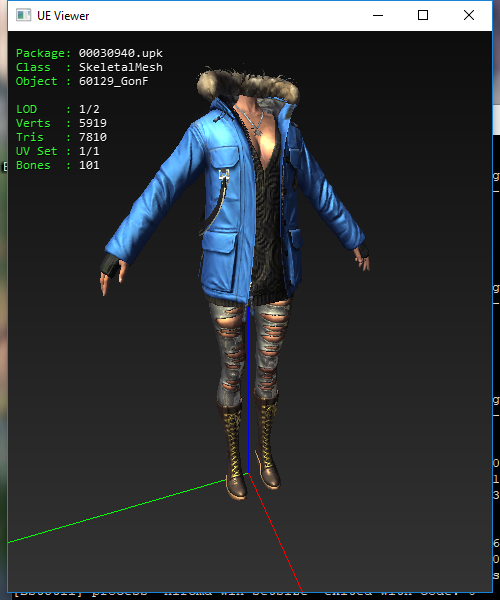 UE Viewer
Package: 00030940.upk
Class : SkeletalMesh
Object : 60129_GonF
LOD : 1/2
Verts : 5919
Tris : 7810
UV Set : 1/1
Bones : 101